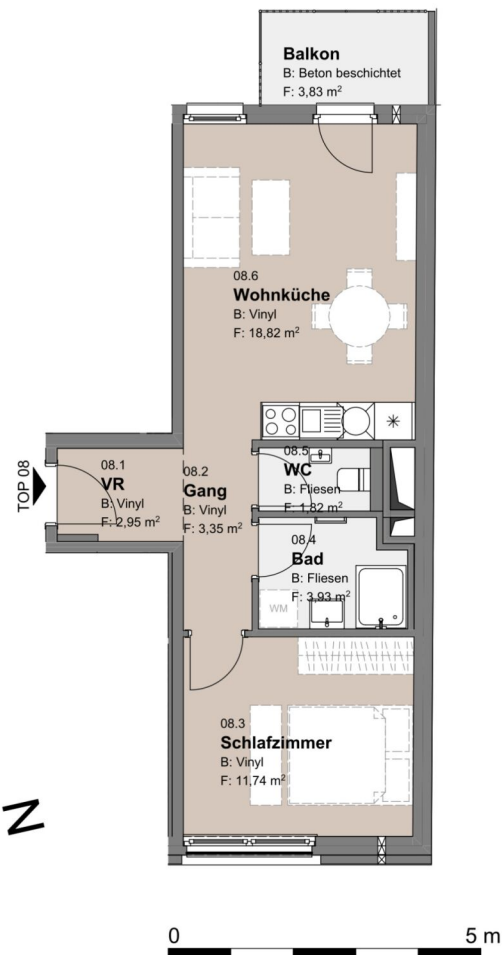 Balkon
B: Beton beschichtet
F: 3,83 m²
08.6
Wohnküche
B: Vinyl
F: 18,82 m²
TOP 08
08.1
VR
B: Vinyl
F: 2,95 m²
08.2
Gang
B: Vinyl
F: 3,35 m²
08.5
WC
B: Fliesen
F: 1,82 m²
08.4
Bad
B: Fliesen
F: 3,93 m²
WM
08.3
Schlafzimmer
B: Vinyl
F: 11,74 m²
N
0 5 m